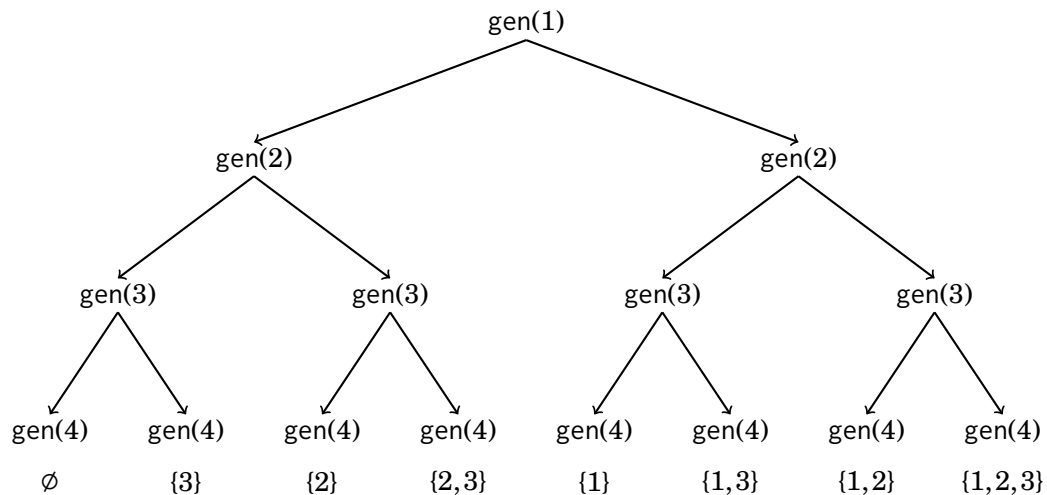 gen(1)
gen(2) gen(2)
gen(3) gen(3) gen(3) gen(3)
gen(4) gen(4) gen(4) gen(4) gen(4) gen(4) gen(4) gen(4)
∅ {3} {2} {2,3} {1} {1,3} {1,2} {1,2,3}